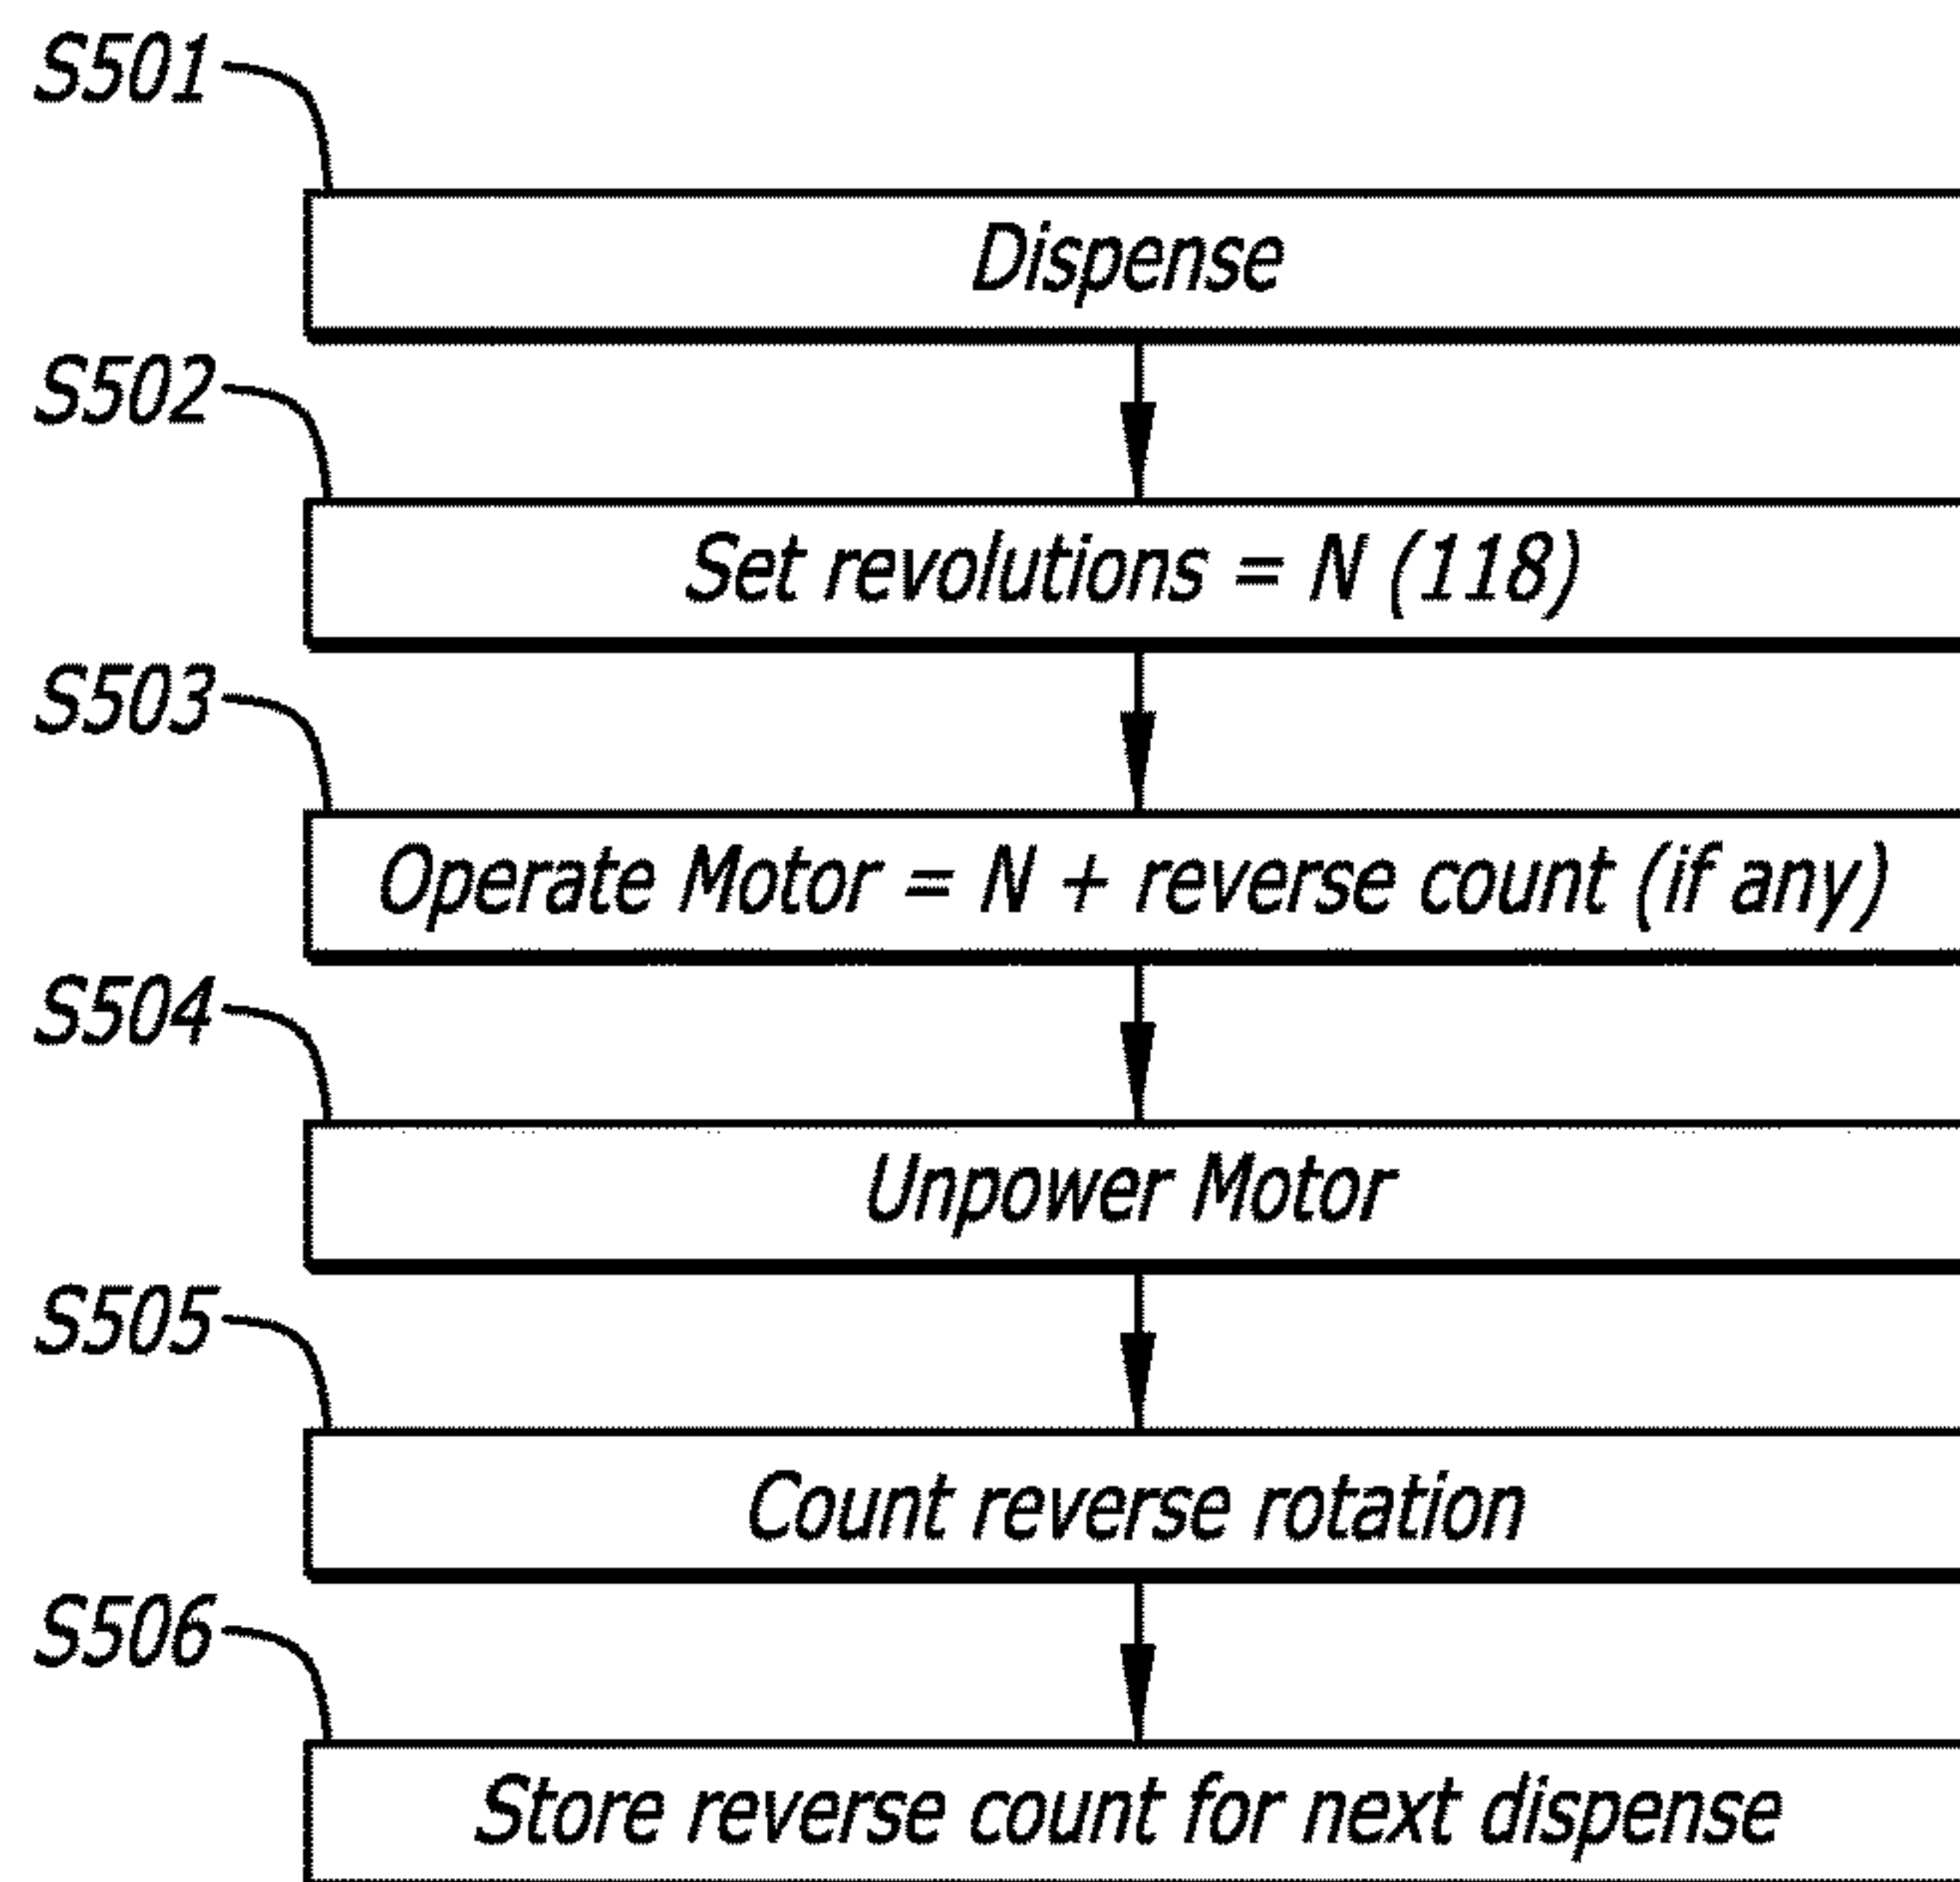 S501
Dispense
S502
Set revolutions = N (118)
S503
Operate Motor = N + reverse count (if any)
S504
Unpower Motor
S505
Count reverse rotation
S506
Store reverse count for next dispense